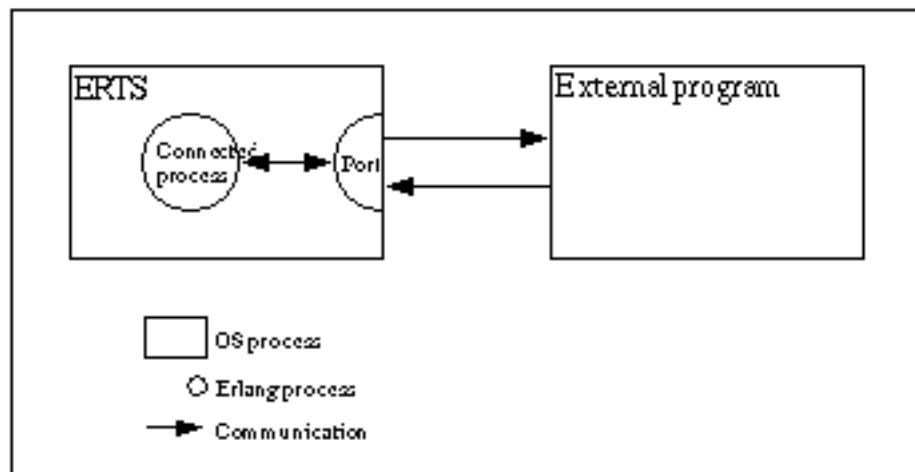 ERTS
External program
Connected
process
Port
OS process
Erlang process
Communication